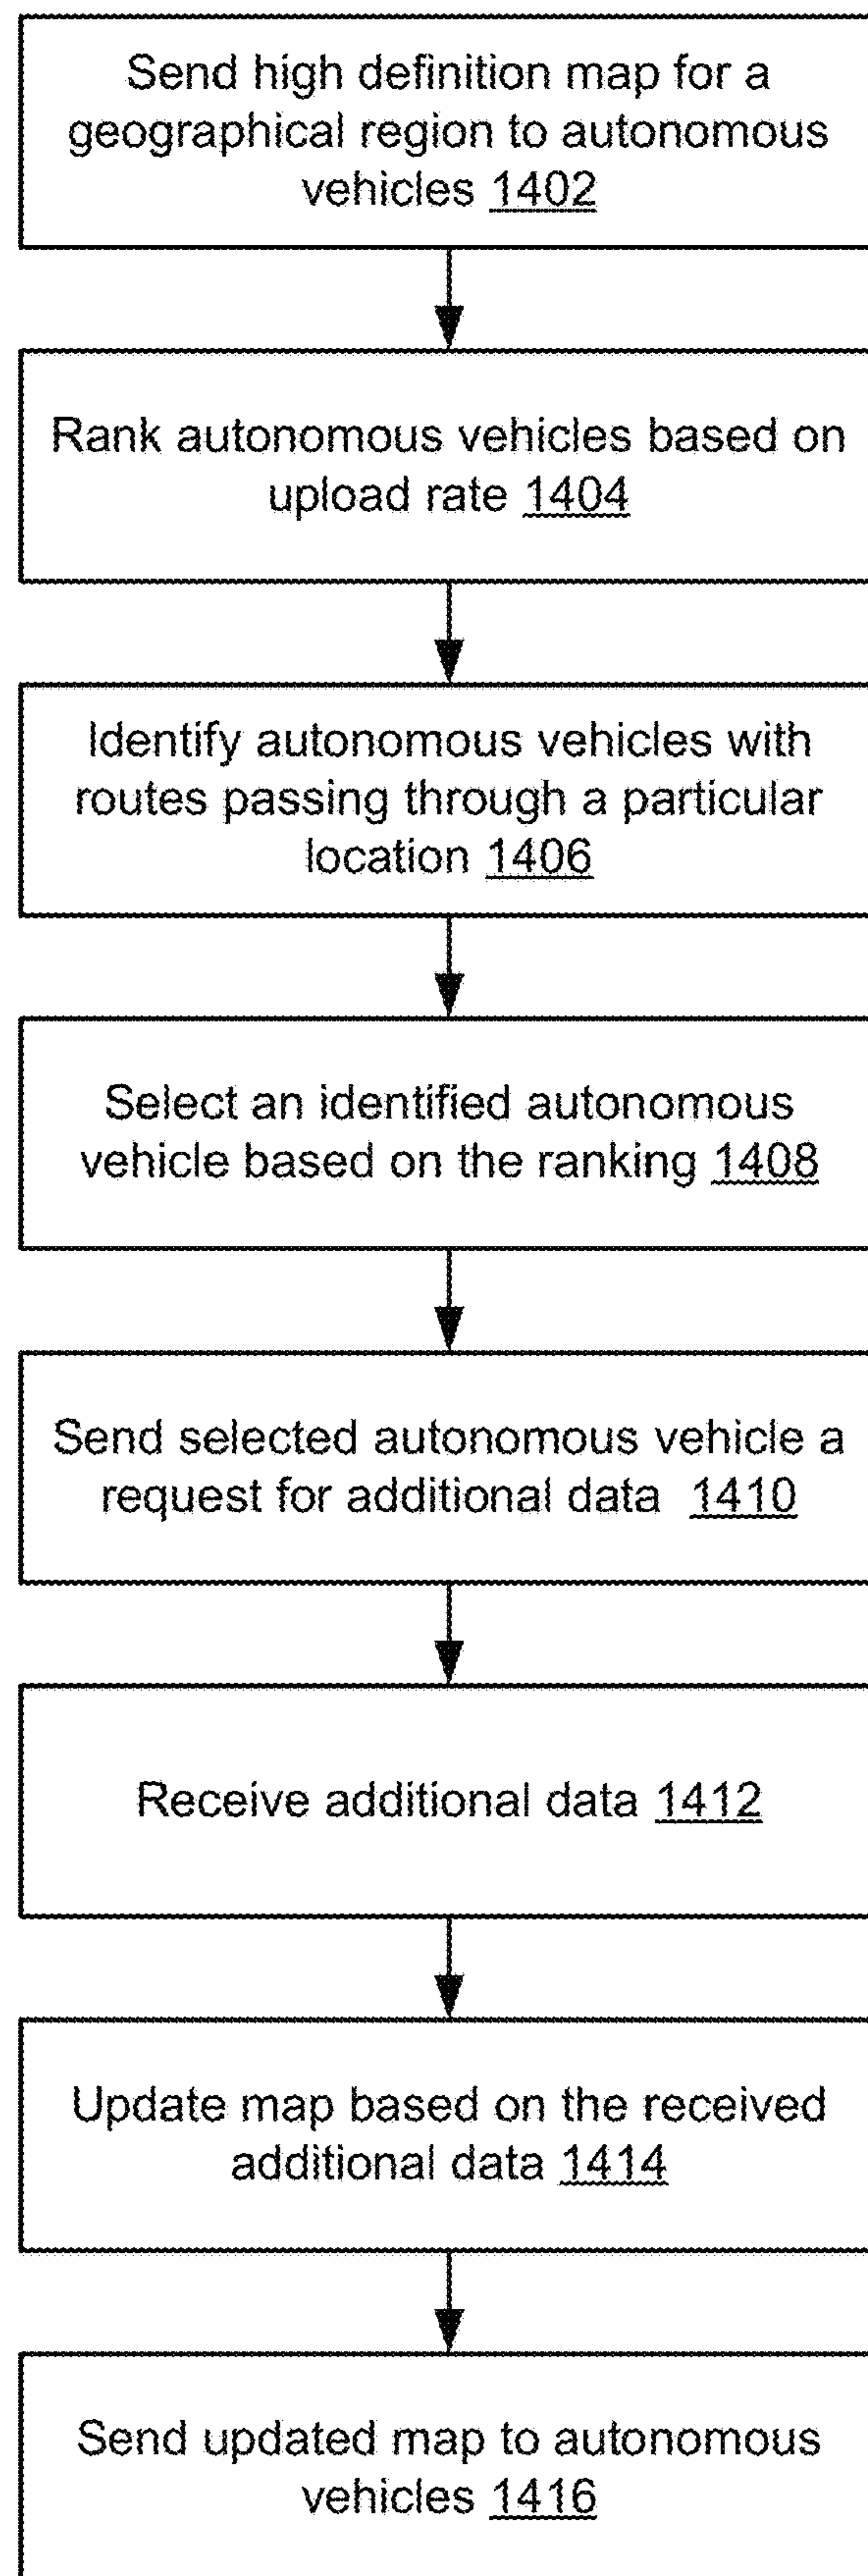 Send high definition map for a
geographical region to autonomous
vehicles 1402
Rank autonomous vehicles based on
upload rate 1404
Identify autonomous vehicles with
routes passing through a particular
location 1406
Select an identified autonomous
vehicle based on the ranking 1408
Send selected autonomous vehicle a
request for additional data 1410
Receive additional data 1412
Update map based on the received
additional data 1414
Send updated map to autonomous
vehicles 1416